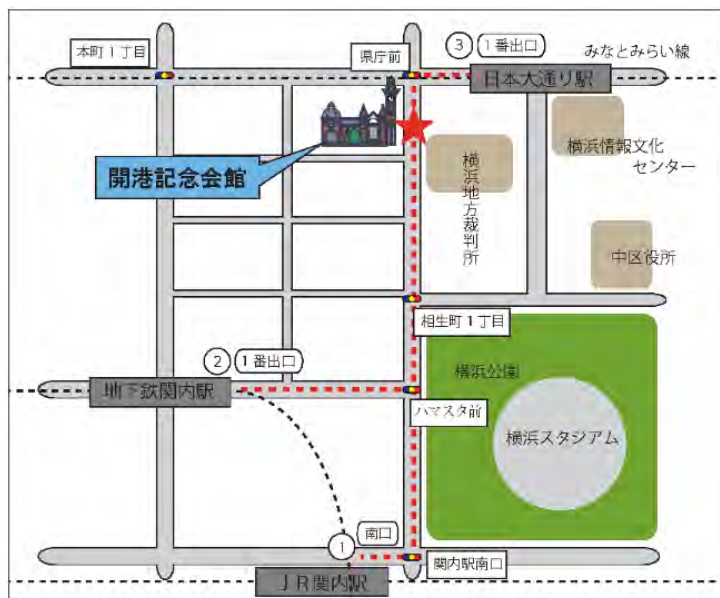 本町１丁目
県庁前
③
１番出口
みなとみらい線
日本大通り駅
開港記念会館
横浜地方裁判所
横浜情報文化
センター
中区役所
相生町１丁目
②
１番出口
地下鉄関内駅
横浜公園
ハマスタ前
横浜スタジアム
①
南口
関内駅南口
ＪＲ関内駅